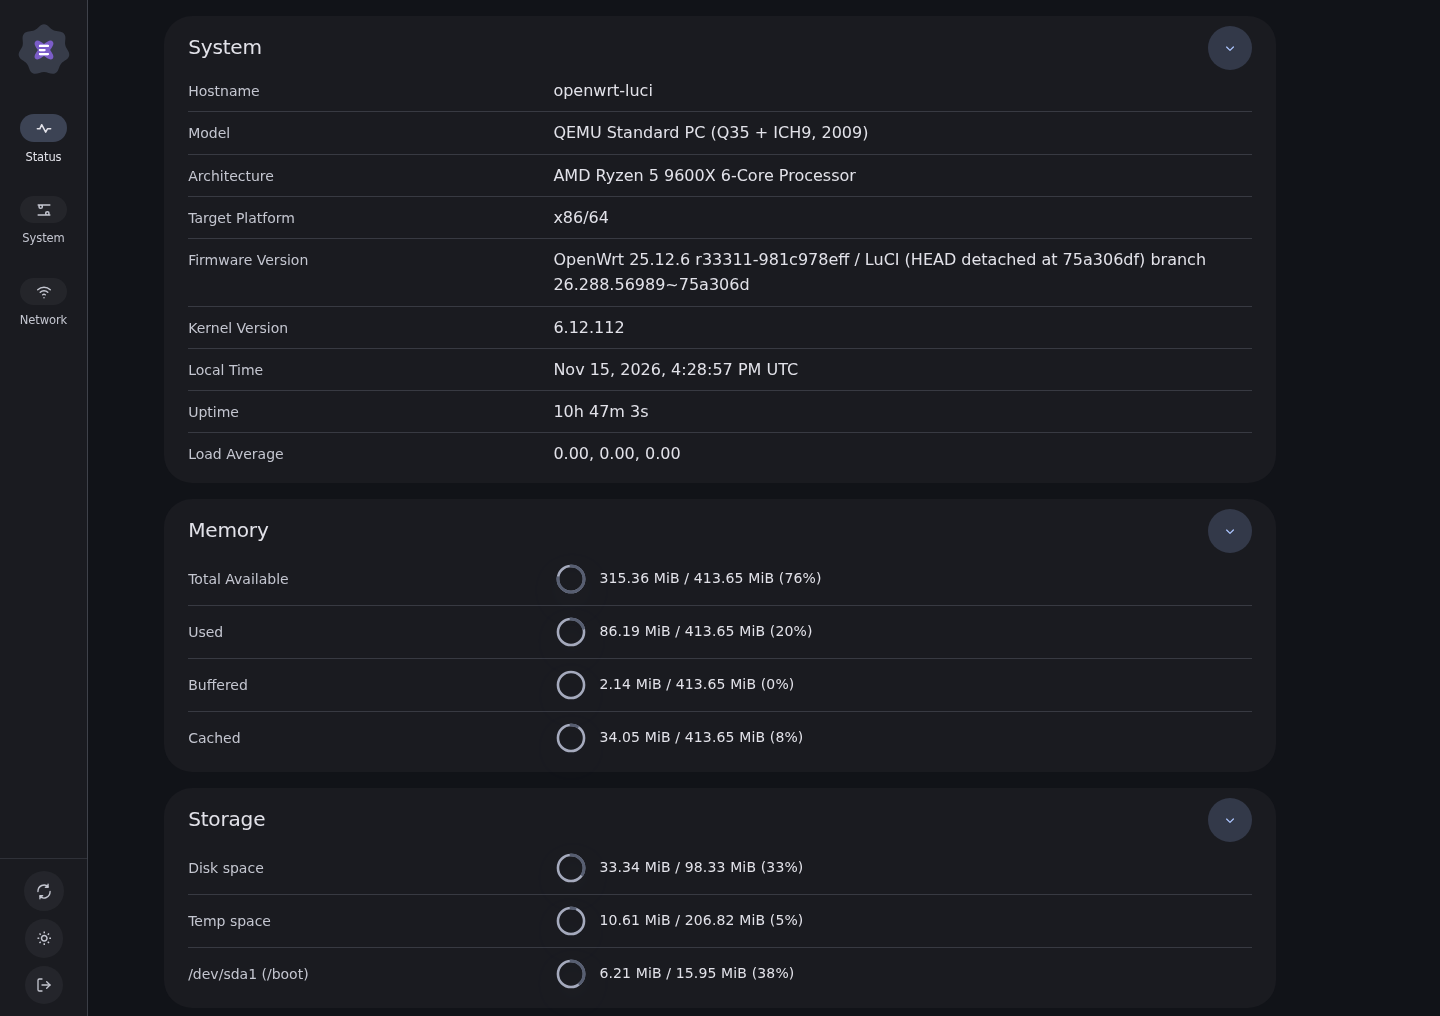 System
Hostname
openwrt-luci
Model
QEMU Standard PC (Q35 + ICH9, 2009)
Architecture
AMD Ryzen 5 9600X 6-Core Processor
Target Platform
x86/64
Firmware Version
OpenWrt 25.12.6 r33311-981c978eff / LuCI (HEAD detached at 75a306df) branch
26.288.56989~75a306d
Kernel Version
6.12.112
Local Time
Nov 15, 2026, 4:28:57 PM UTC
Uptime
10h 47m 3s
Load Average
0.00, 0.00, 0.00
Memory
Total Available
315.36 MiB / 413.65 MiB (76%)
Used
86.19 MiB / 413.65 MiB (20%)
Buffered
2.14 MiB / 413.65 MiB (0%)
Cached
34.05 MiB / 413.65 MiB (8%)
Storage
Disk space
33.34 MiB / 98.33 MiB (33%)
Temp space
10.61 MiB / 206.82 MiB (5%)
/dev/sda1 (/boot)
6.21 MiB / 15.95 MiB (38%)
Status
System
Network